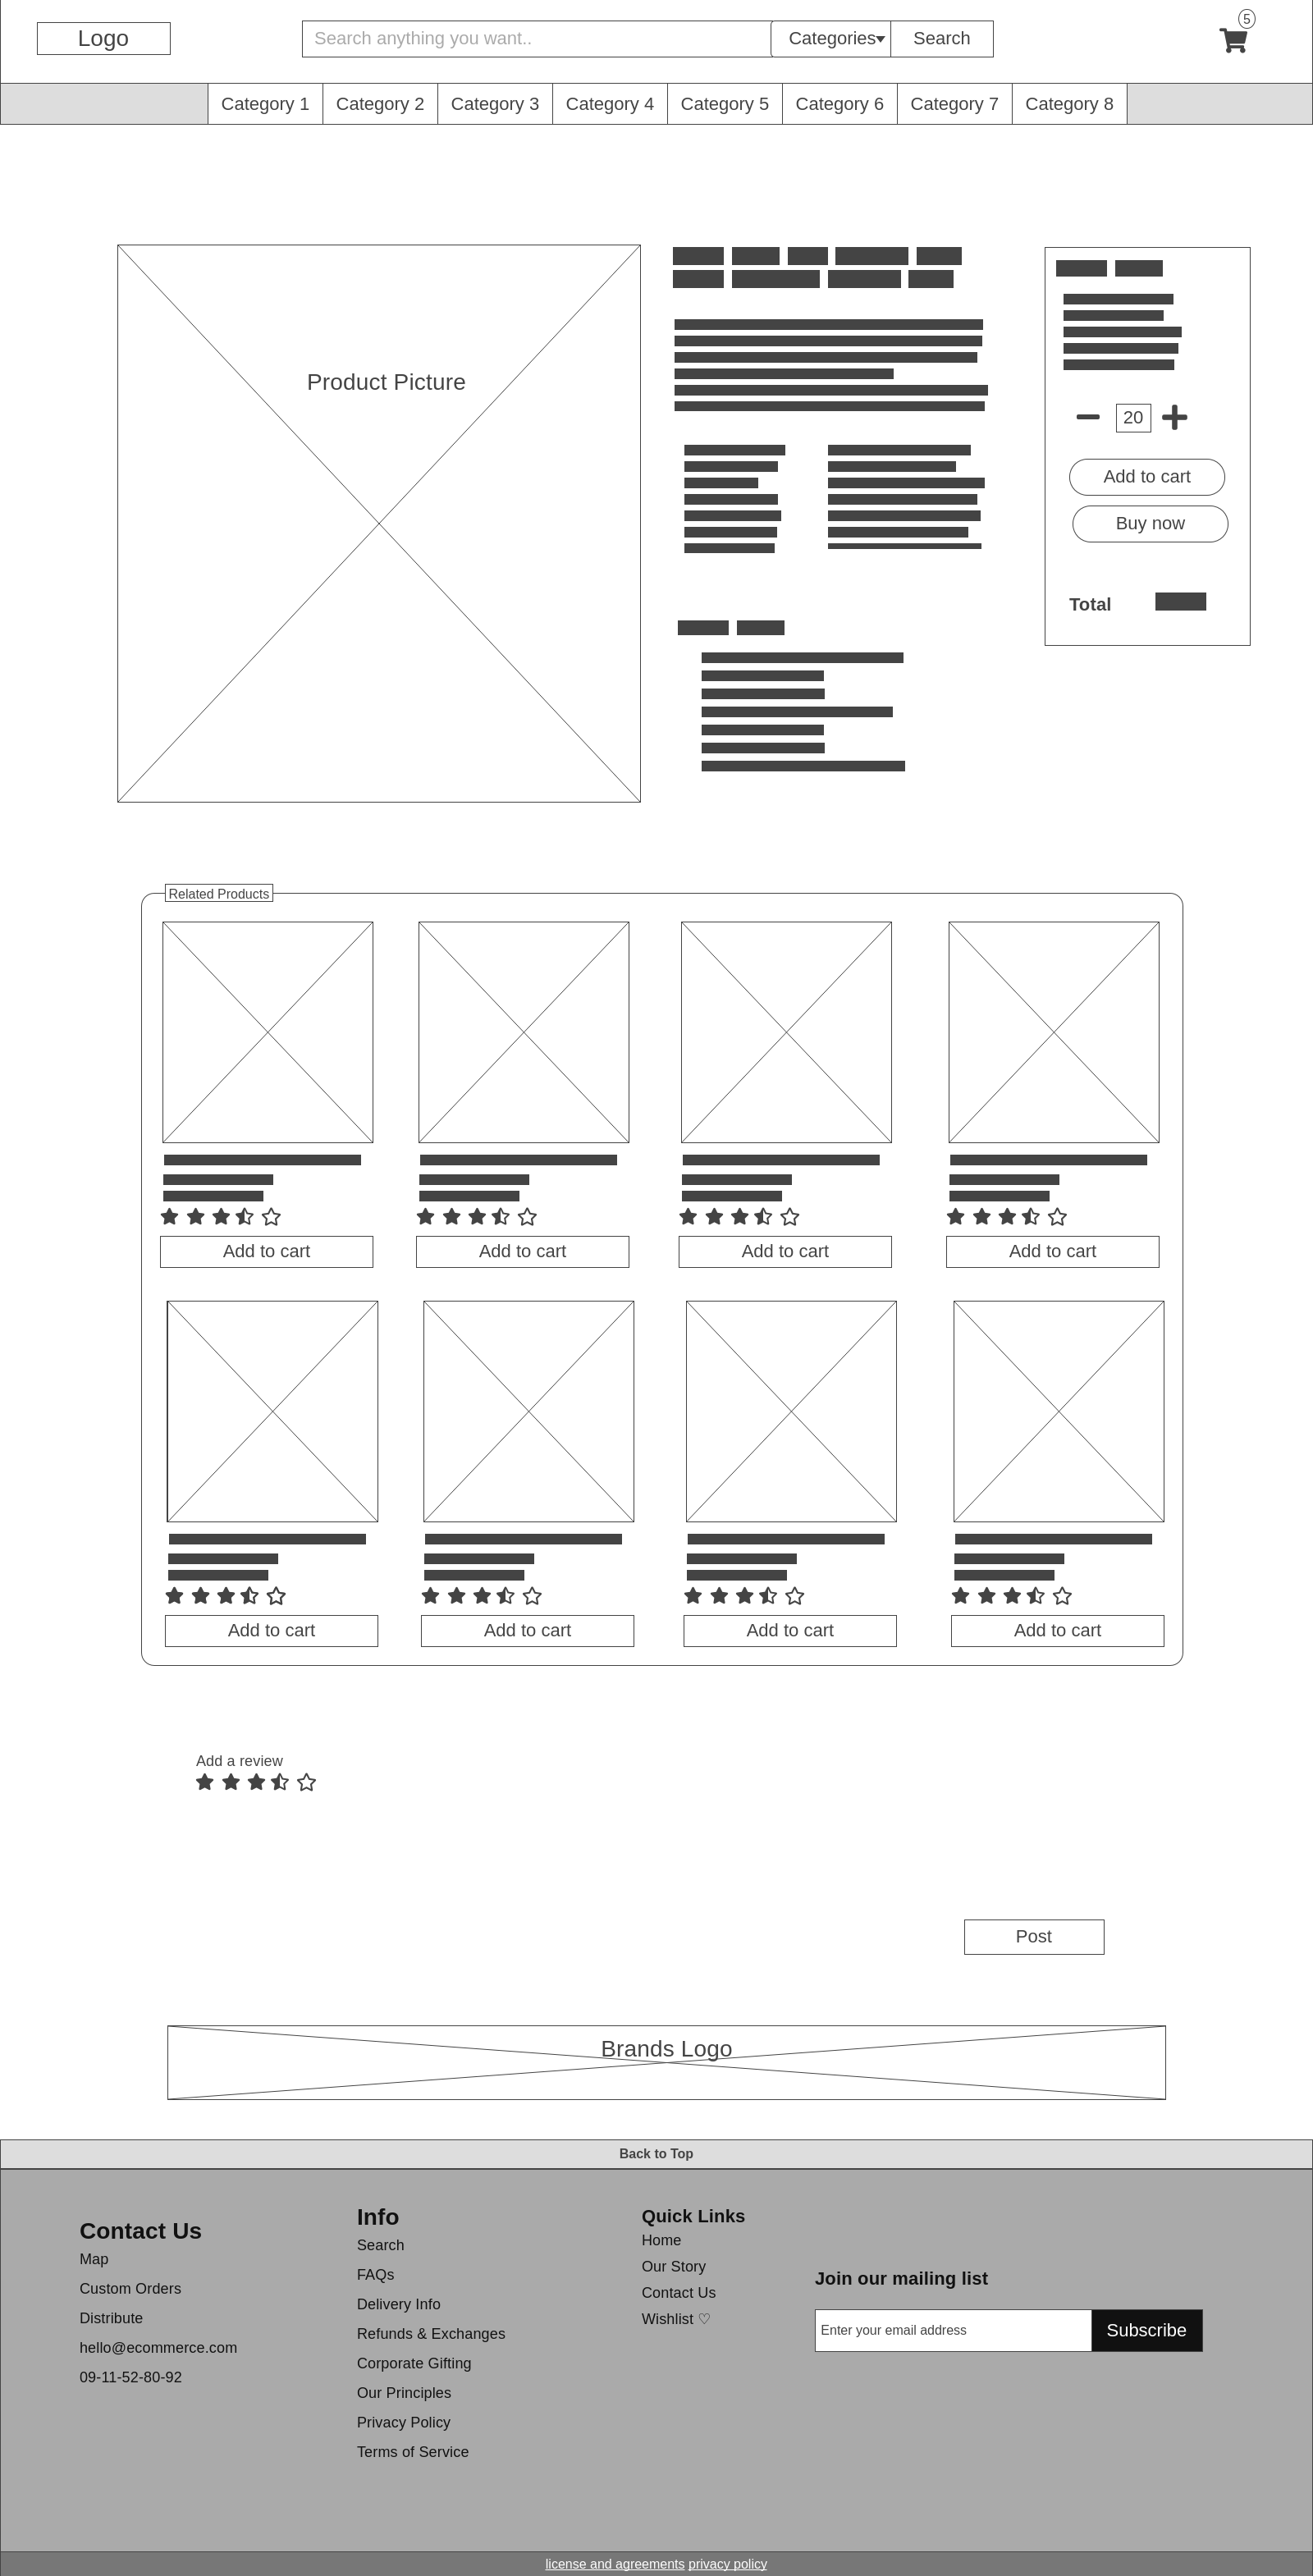 5
Logo
Search anything you want..
Categories
Search
Category 1 Category 2 Category 3 Category 4 Category 5 Category 6 Category 7 Category 8
Product Picture
20
Add to cart
Buy now
Total
Related Products
Add to cart Add to cart Add to cart Add to cart
Add to cart Add to cart Add to cart Add to cart
Add a review
Post
Brands Logo
Back to Top
Contact Us
Map
Custom Orders
Distribute
hello@ecommerce.com
09-11-52-80-92
Info
Search
FAQs
Delivery Info
Refunds & Exchanges
Corporate Gifting
Our Principles
Privacy Policy
Terms of Service
Quick Links
Home
Our Story
Contact Us
Wishlist ♡
Join our mailing list
Enter your email address
Subscribe
license and agreements privacy policy